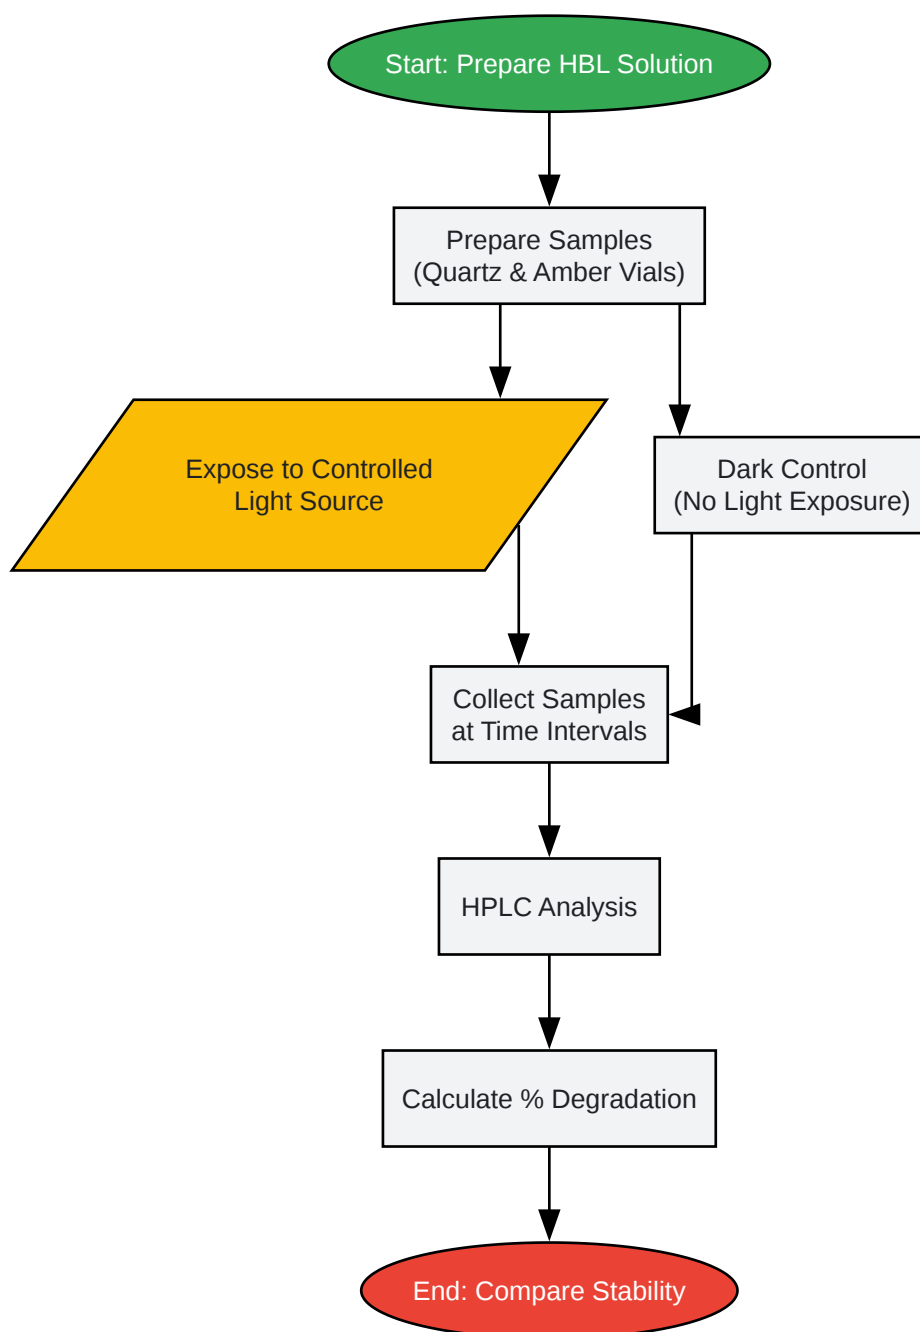 Start: Prepare HBL Solution
Prepare Samples
(Quartz & Amber Vials)
Expose to Controlled
Light Source
Dark Control
(No Light Exposure)
Collect Samples
at Time Intervals
HPLC Analysis
Calculate % Degradation
End: Compare Stability